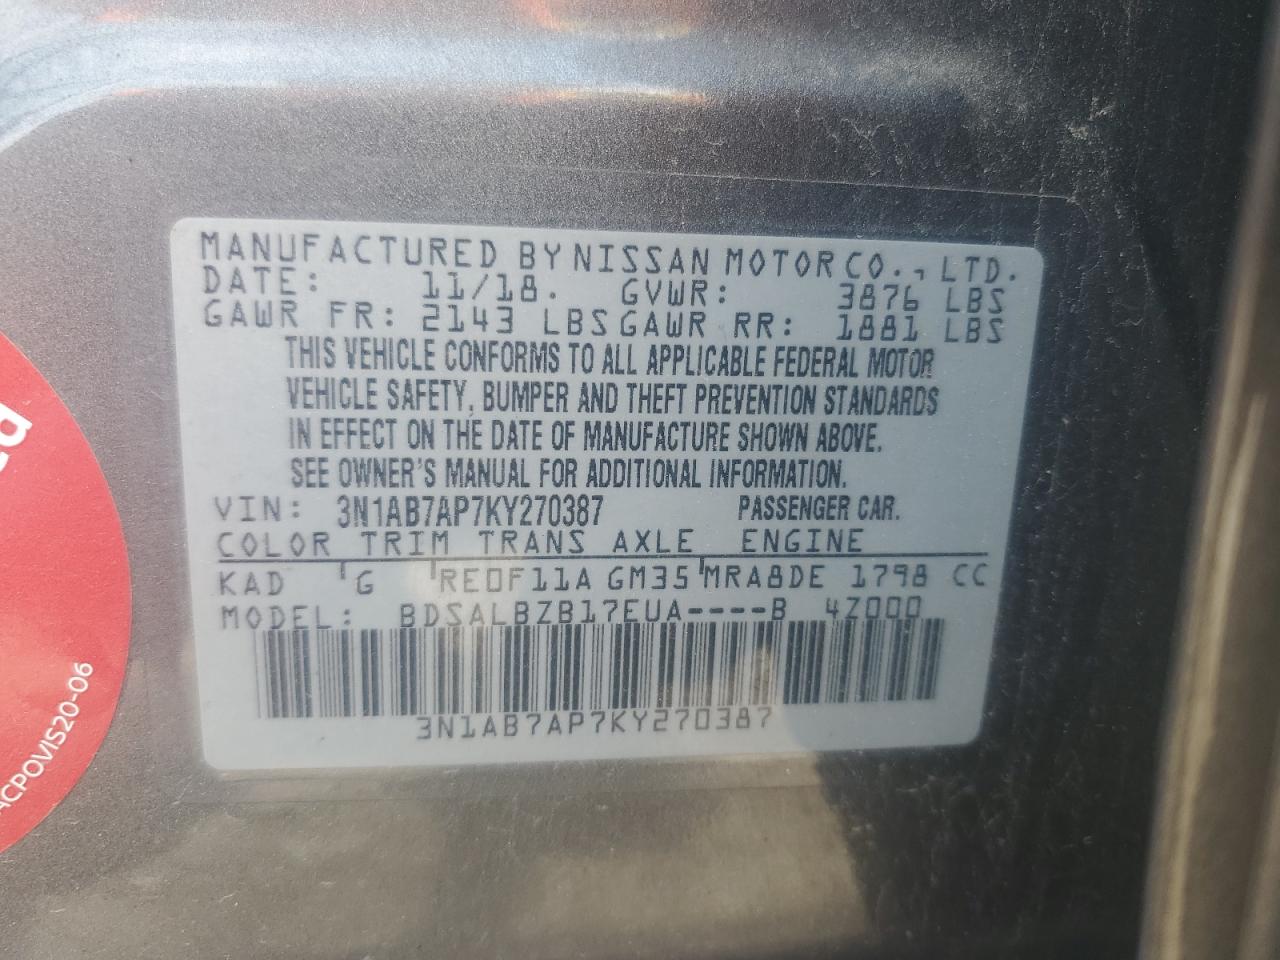 MANUFACTURED BY NISSAN MOTOR CO., LTD.
DATE: 11/18. GVWR: 3876 LBS
GAWR FR: 2143 LBS GAWR RR: 1881 LBS
THIS VEHICLE CONFORMS TO ALL APPLICABLE FEDERAL MOTOR
VEHICLE SAFETY, BUMPER AND THEFT PREVENTION STANDARDS
IN EFFECT ON THE DATE OF MANUFACTURE SHOWN ABOVE.
SEE OWNER'S MANUAL FOR ADDITIONAL INFORMATION.
VIN: 3N1AB7AP7KY270387 PASSENGER CAR.
COLOR TRIM TRANS AXLE ENGINE
KAD G RE0F11A GM35 MRA8DE 1798 CC
MODEL: BDSALBZB17EUA----B 4Z000
3N1AB7AP7KY270387
ACPOVIS20-06